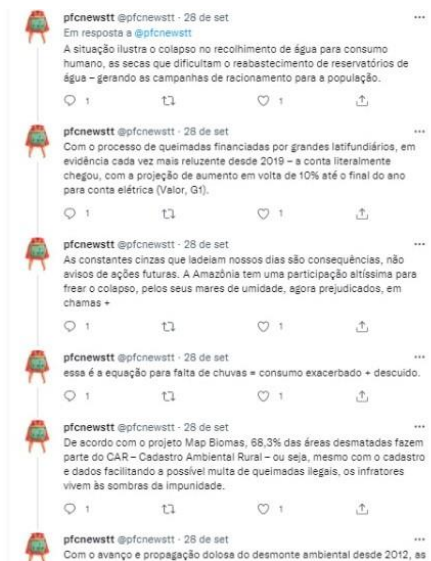 pfcnewstt @pfcnewstt · 28 de set
Em resposta a @pfcnewstt
A situação ilustra o colapso no recolhimento de água para consumo
humano, as secas que dificultam o reabastecimento de reservatórios de
água – gerando as campanhas de racionamento para a população.
1 1
pfcnewstt @pfcnewstt · 28 de set
Com o processo de queimadas financiadas por grandes latifundiários, em
evidência cada vez mais reluzente desde 2019 – a conta literalmente
chegou, com a projeção de aumento em volta de 10% até o final do ano
para conta elétrica (Valor, G1).
1 1
pfcnewstt @pfcnewstt · 28 de set
As constantes cinzas que ladeiam nossos dias são consequências, não
avisos de ações futuras. A Amazônia tem uma participação altíssima para
frear o colapso, pelos seus mares de umidade, agora prejudicados, em
chamas +
1 1
pfcnewstt @pfcnewstt · 28 de set
essa é a equação para falta de chuvas = consumo exacerbado + descuido.
1 1
pfcnewstt @pfcnewstt · 28 de set
De acordo com o projeto Map Biomas, 68,3% das áreas desmatadas fazem
parte do CAR – Cadastro Ambiental Rural – ou seja, mesmo com o cadastro
e dados facilitando a possível multa de queimadas ilegais, os infratores
vivem às sombras da impunidade.
1 1
pfcnewstt @pfcnewstt · 28 de set
Com o avanço e propagação dolosa do desmonte ambiental desde 2012, as